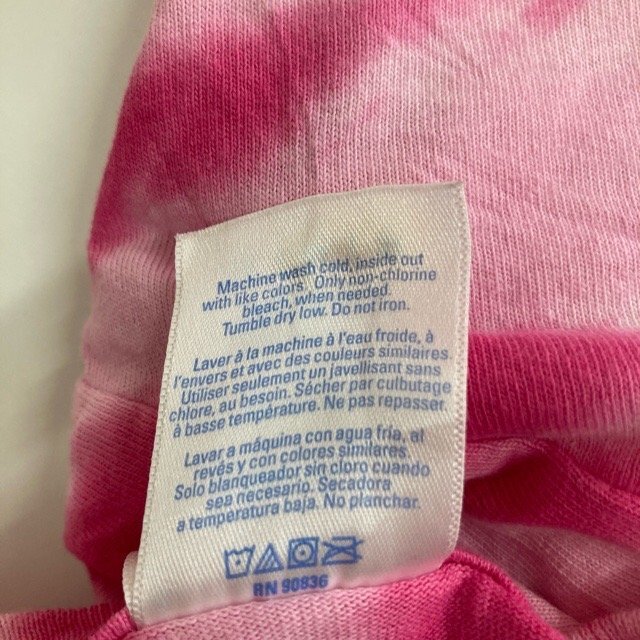 Machine wash cold, inside out
with like colors. Only non-chlorine
bleach, when needed.
Tumble dry low. Do not iron.
Laver à la machine à l'eau froide, à
l'envers et avec des couleurs similaires.
Utiliser seulement un javellisant sans
chlore, au besoin. Sécher par culbutage
à basse température. Ne pas repasser.
Lavar a máquina con agua fria, al
revés y con colores similares.
Solo blanqueador sin cloro cuando
sea necesario. Secadora
a temperatura baja. No planchar.
RN 90836